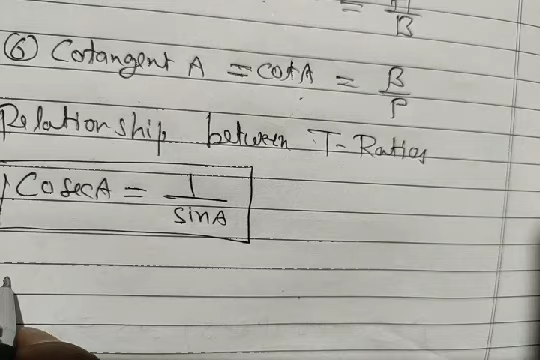 = H/B
⑥ Cotangent A = cotA = B/P
Relationship between T-Ratios
CosecA = 1/sinA